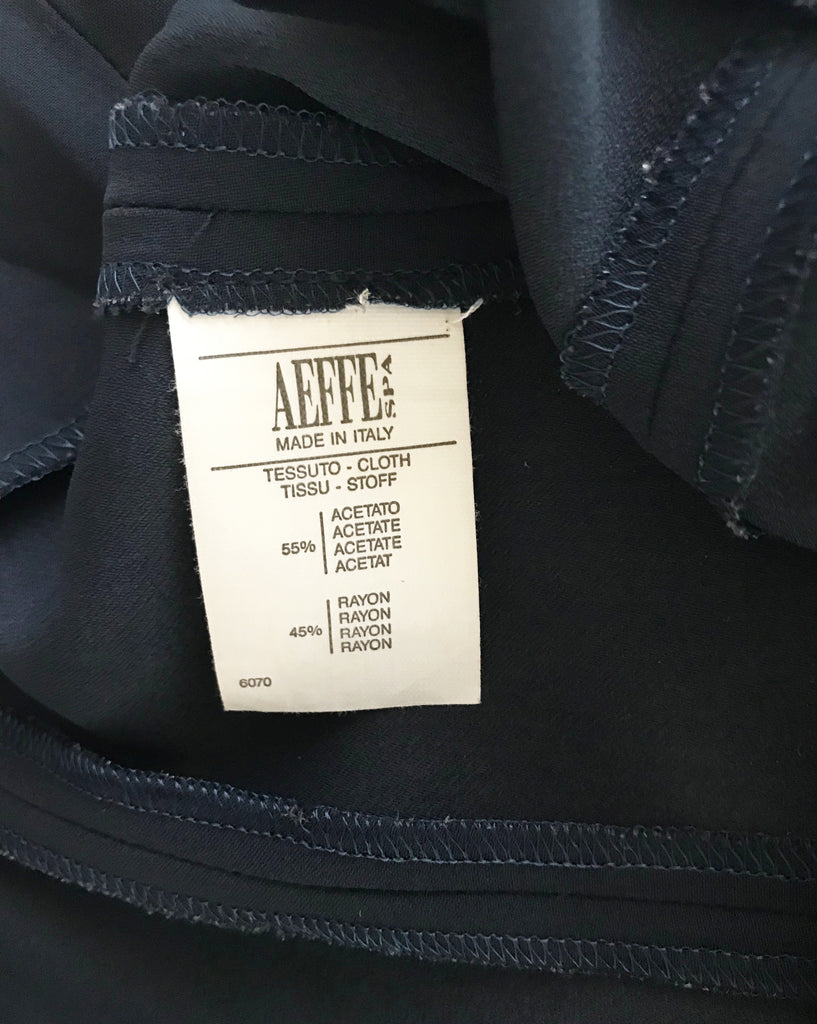 AEFFE SPA
MADE IN ITALY
TESSUTO - CLOTH
TISSU - STOFF
55%
ACETATO
ACETATE
ACETATE
ACETAT
45%
RAYON
RAYON
RAYON
RAYON
6070